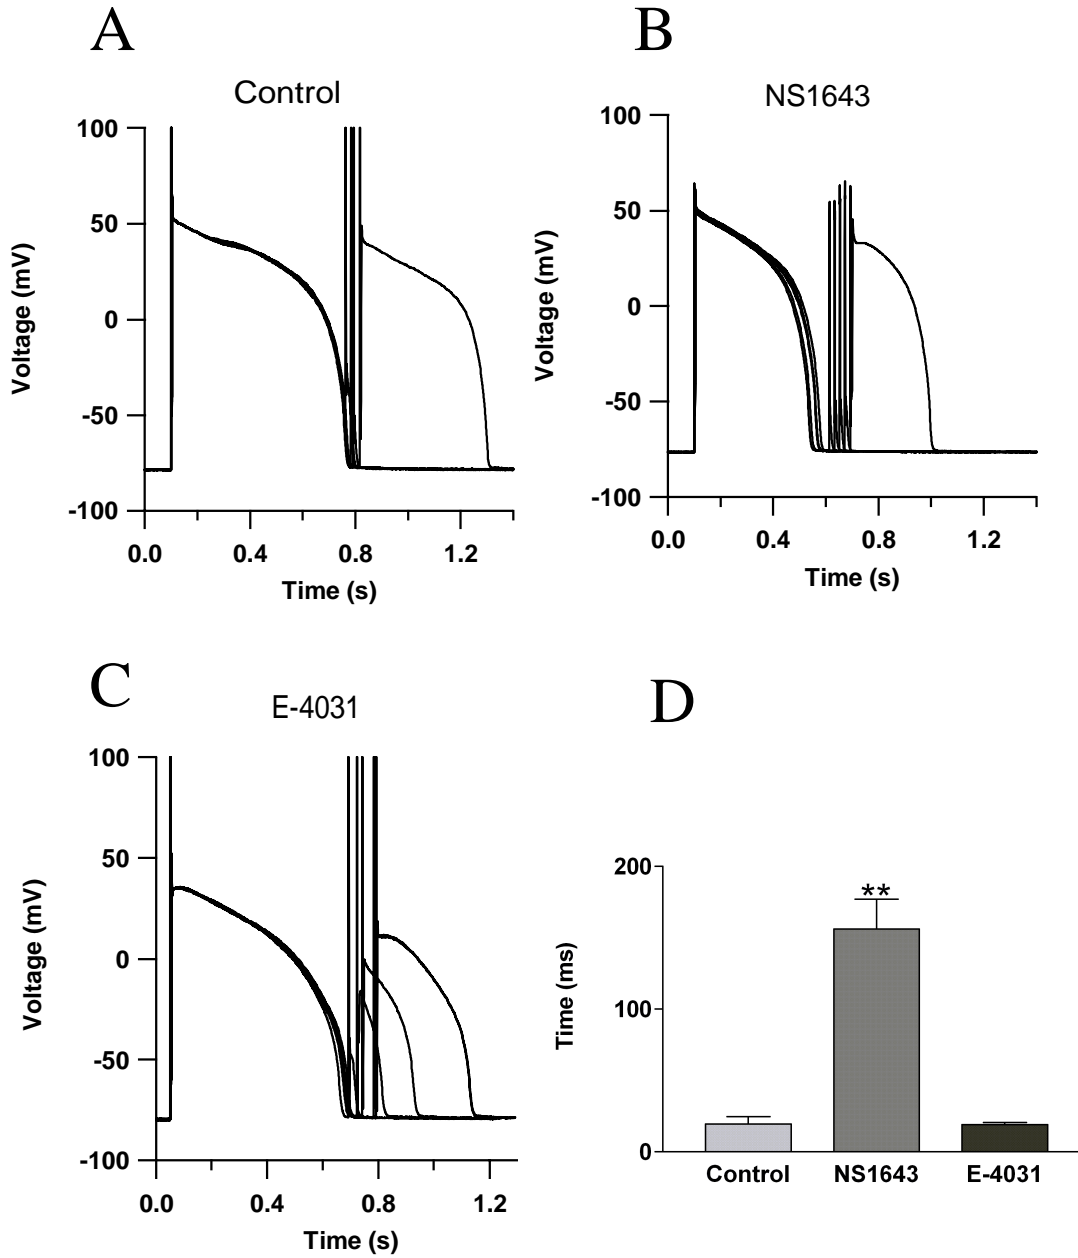 A
Control
100
50
0
-50
-100
Voltage (mV)
0.0 0.4 0.8 1.2
Time (s)
B
NS1643
100
50
0
-50
-100
Voltage (mV)
0.0 0.4 0.8 1.2
Time (s)
C
E-4031
100
50
0
-50
-100
Voltage (mV)
0.0 0.4 0.8 1.2
Time (s)
D
200
100
0
Time (ms)
**
Control NS1643 E-4031